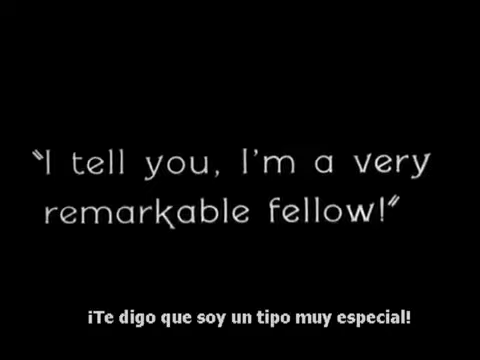 "I tell you, I'm a very
remarkable fellow!"
¡Te digo que soy un tipo muy especial!